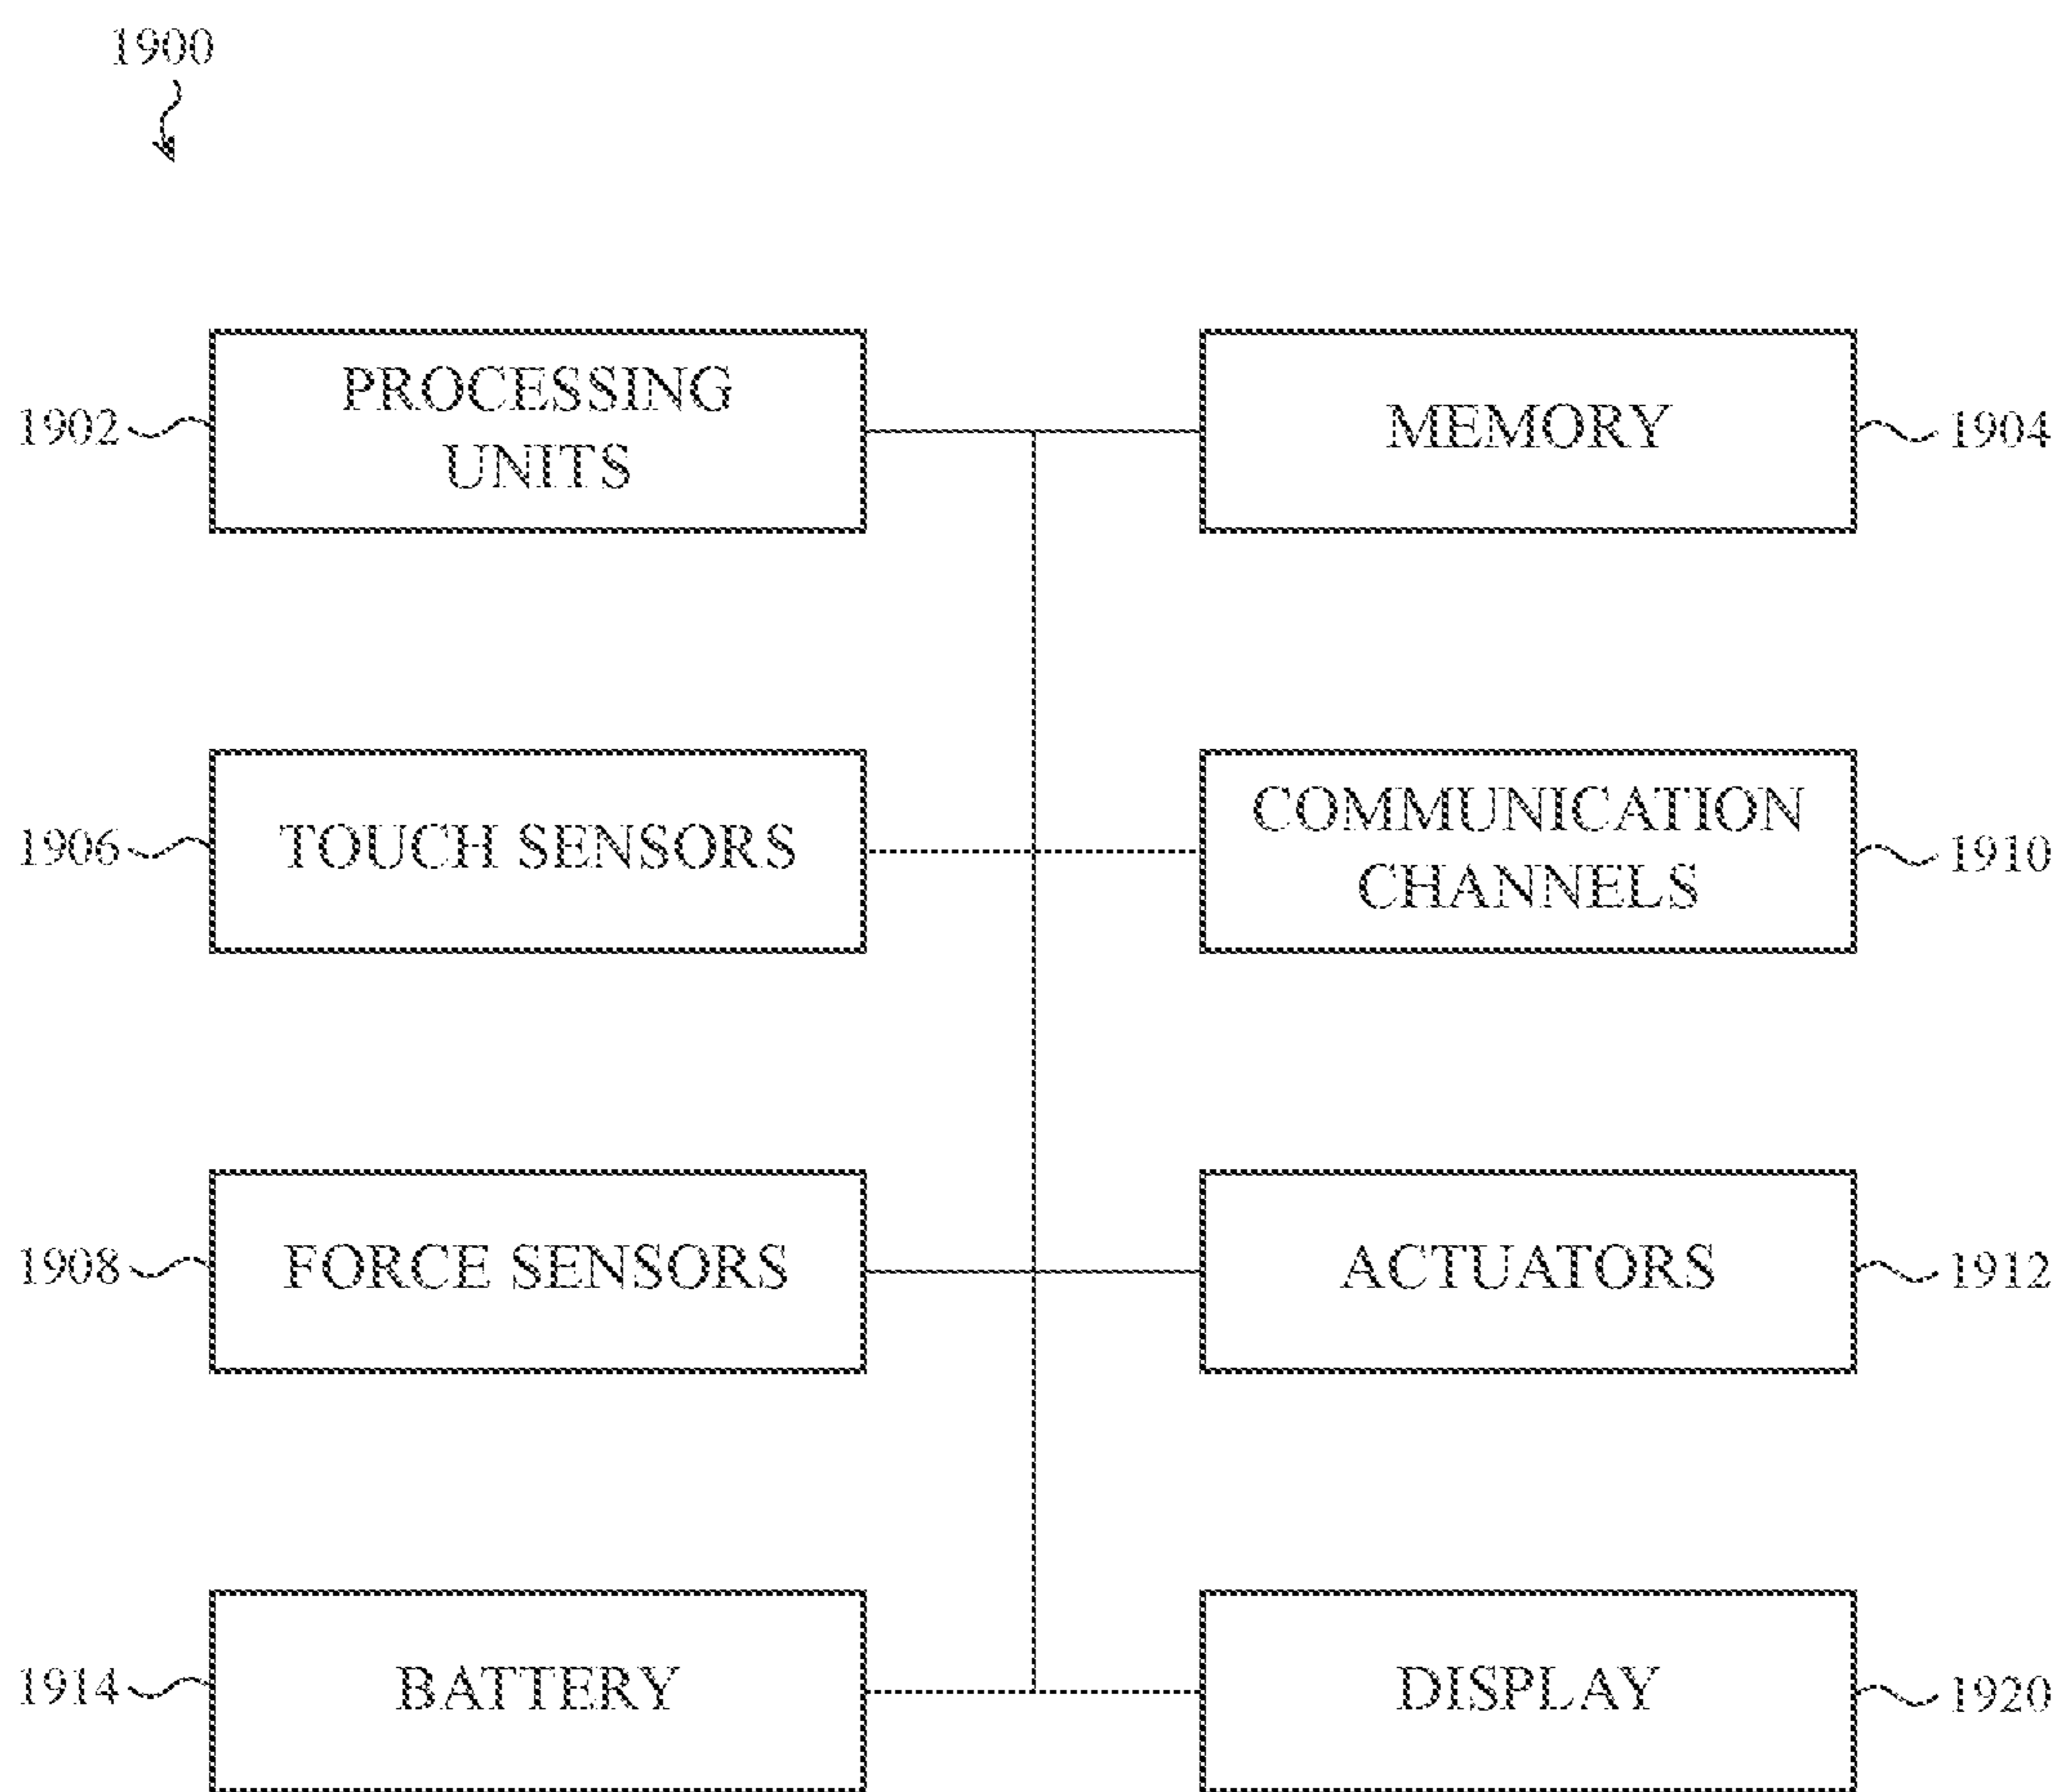 1900
PROCESSING
UNITS
1902
MEMORY
1904
TOUCH SENSORS
1906
COMMUNICATION
CHANNELS
1910
FORCE SENSORS
1908
ACTUATORS
1912
BATTERY
1914
DISPLAY
1920